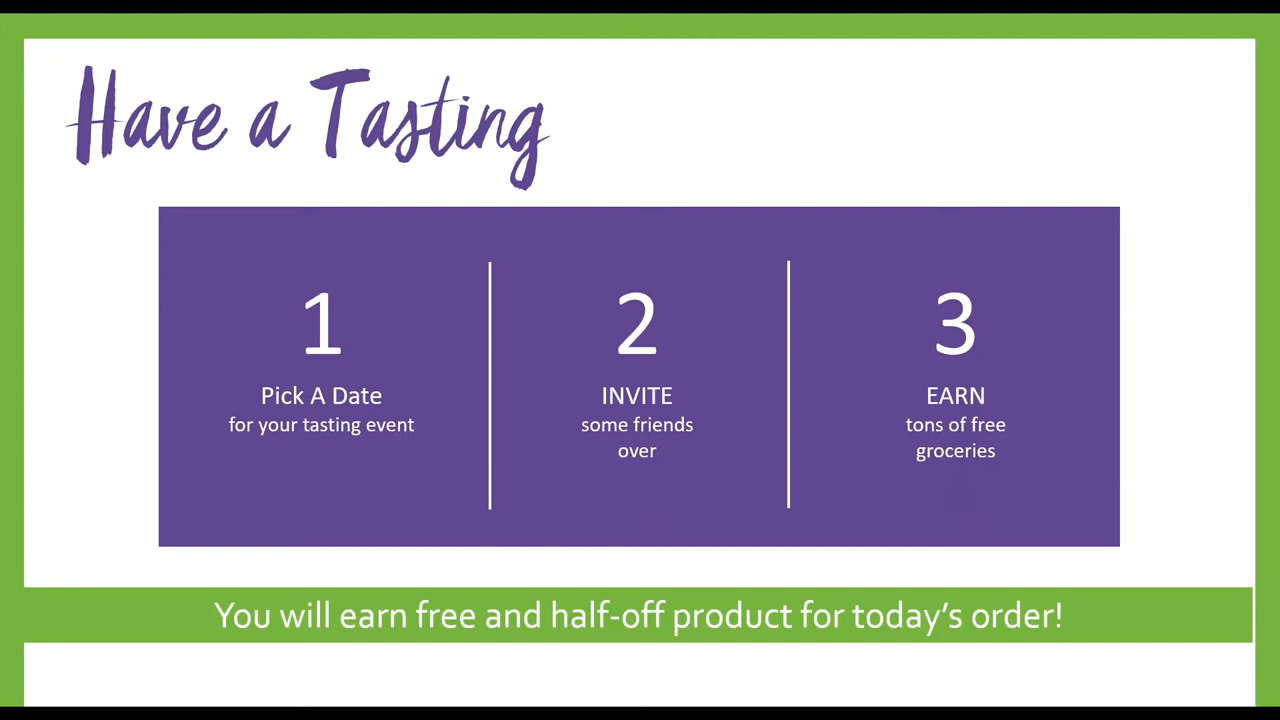 Have a Tasting
1
Pick A Date
for your tasting event
2
INVITE
some friends
over
3
EARN
tons of free
groceries
You will earn free and half-off product for today’s order!